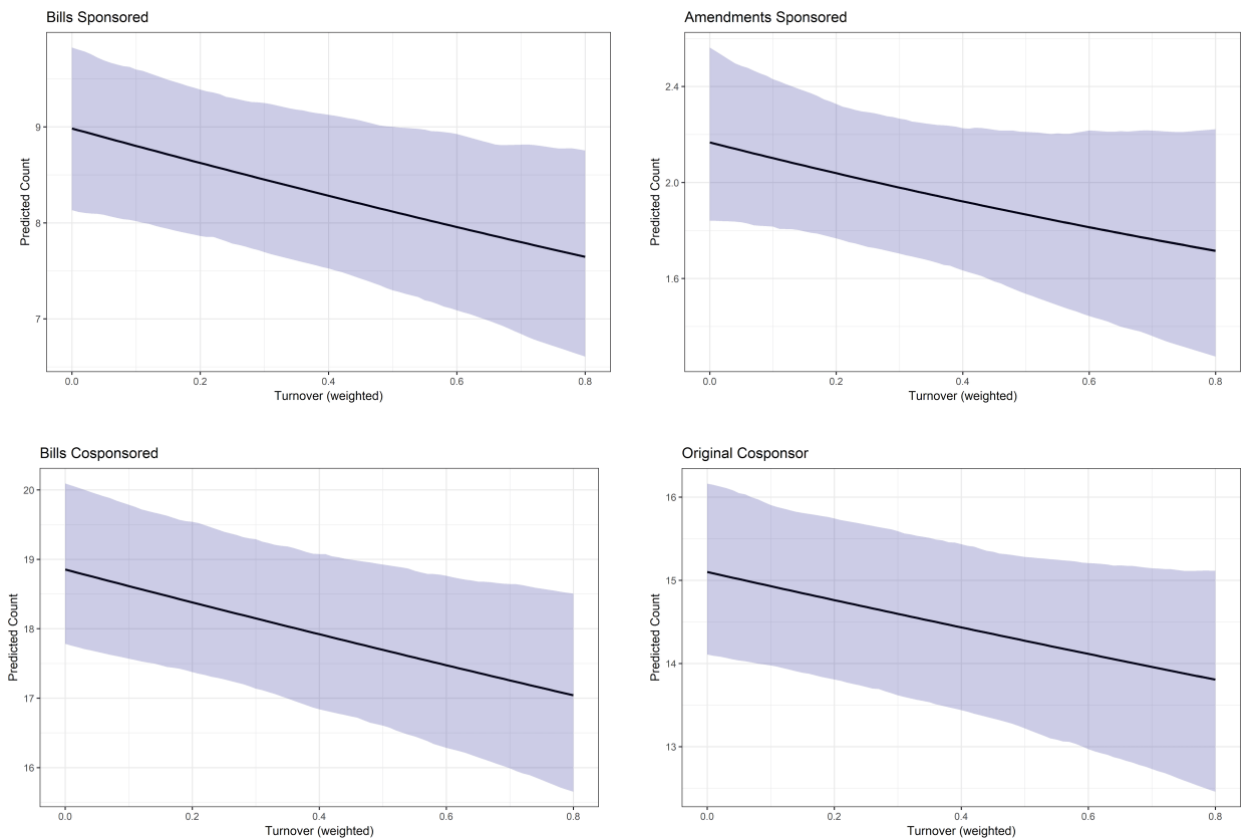 Bills Sponsored
Predicted Count
9
8
7
0.0 0.2 0.4 0.6 0.8
Turnover (weighted)
Amendments Sponsored
Predicted Count
2.4
2.0
1.6
0.0 0.2 0.4 0.6 0.8
Turnover (weighted)
Bills Cosponsored
Predicted Count
20
19
18
17
16
0.0 0.2 0.4 0.6 0.8
Turnover (weighted)
Original Cosponsor
Predicted Count
16
15
14
13
0.0 0.2 0.4 0.6 0.8
Turnover (weighted)